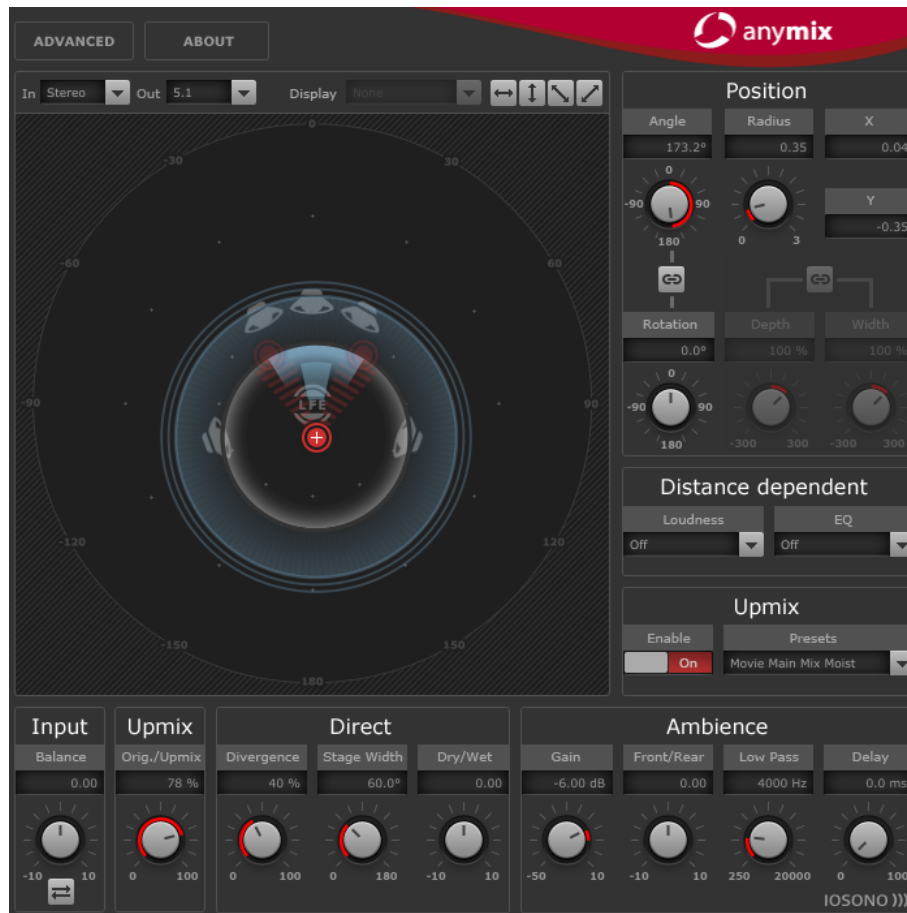 ADVANCED ABOUT anymix
In Stereo Out 5.1 Display None
Position
Angle Radius X
173.2° 0.35 0.04
0
-90 90
180 0 3
Y
-0.35
Rotation Depth Width
0.0° 100 % 100 %
0
-90 90
180 -300 300 -300 300
0
-30 30
-60 60
-90 90
-120 120
-150 150
180
LFE
Distance dependent
Loudness EQ
Off Off
Upmix
Enable Presets
On Movie Main Mix Moist
Input
Balance
0.00
-10 10
Upmix
Orig./Upmix
78 %
0 100
Direct
Divergence Stage Width Dry/Wet
40 % 60.0° 0.00
0 100 0 180 -10 10
Ambience
Gain Front/Rear Low Pass Delay
-6.00 dB 0.00 4000 Hz 0.0 ms
-50 10 -10 10 250 20000 0 100
IOSONO